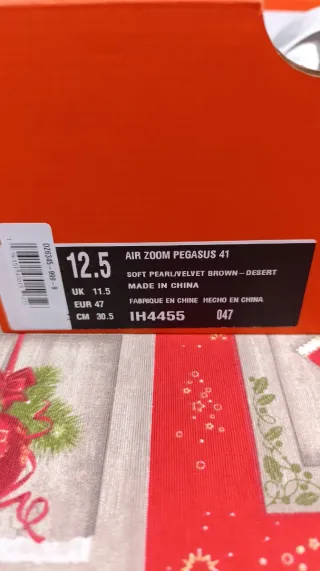 12.5
AIR ZOOM PEGASUS 41
SOFT PEARL/VELVET BROWN–DESERT
UK 11.5
MADE IN CHINA
EUR 47
FABRIQUE EN CHINE HECHO EN CHINA
CM 30.5
IH4455 047